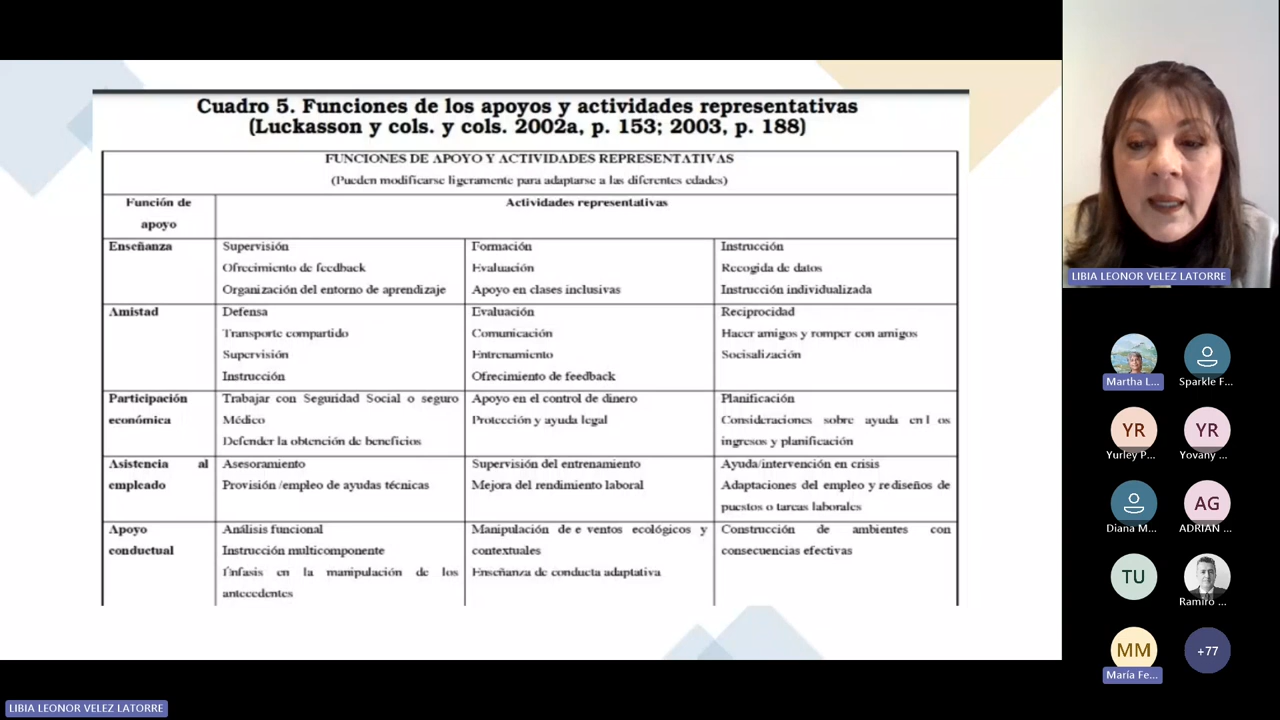 Cuadro 5. Funciones de los apoyos y actividades representativas
(Luckasson y cols. y cols. 2002a, p. 153; 2003, p. 188)
FUNCIONES DE APOYO Y ACTIVIDADES REPRESENTATIVAS
(Pueden modificarse ligeramente para adaptarse a las diferentes edades)
Función de
apoyo
Actividades representativas
Enseñanza
Supervisión
Ofrecimiento de feedback
Organización del entorno de aprendizaje
Formación
Evaluación
Apoyo en clases inclusivas
Instrucción
Recogida de datos
Instrucción individualizada
Amistad
Defensa
Transporte compartido
Supervisión
Instrucción
Evaluación
Comunicación
Entrenamiento
Ofrecimiento de feedback
Reciprocidad
Hacer amigos y romper con amigos
Socisalización
Participación
económica
Trabajar con Seguridad Social o seguro
Médico
Defender la obtención de beneficios
Apoyo en el control de dinero
Protección y ayuda legal
Planificación
Consideraciones sobre ayuda en l os
ingresos y planificación
Asistencia al
empleado
Asesoramiento
Provisión /empleo de ayudas técnicas
Supervisión del entrenamiento
Mejora del rendimiento laboral
Ayuda/intervención en crisis
Adaptaciones del empleo y rediseños de
puestos o tareas laborales
Apoyo
conductual
Análisis funcional
Instrucción multicomponente
Énfasis en la manipulación de los
antecedentes
Manipulación de e ventos ecológicos y
contextuales
Enseñanza de conducta adaptativa
Construcción de ambientes con
consecuencias efectivas
LIBIA LEONOR VELEZ LATORRE
Martha L...
Sparkle F...
YR
Yurley P...
YR
Yovany ...
Diana M...
AG
ADRIAN ...
TU
Ramiro ...
MM
María Fe...
+77
LIBIA LEONOR VELEZ LATORRE